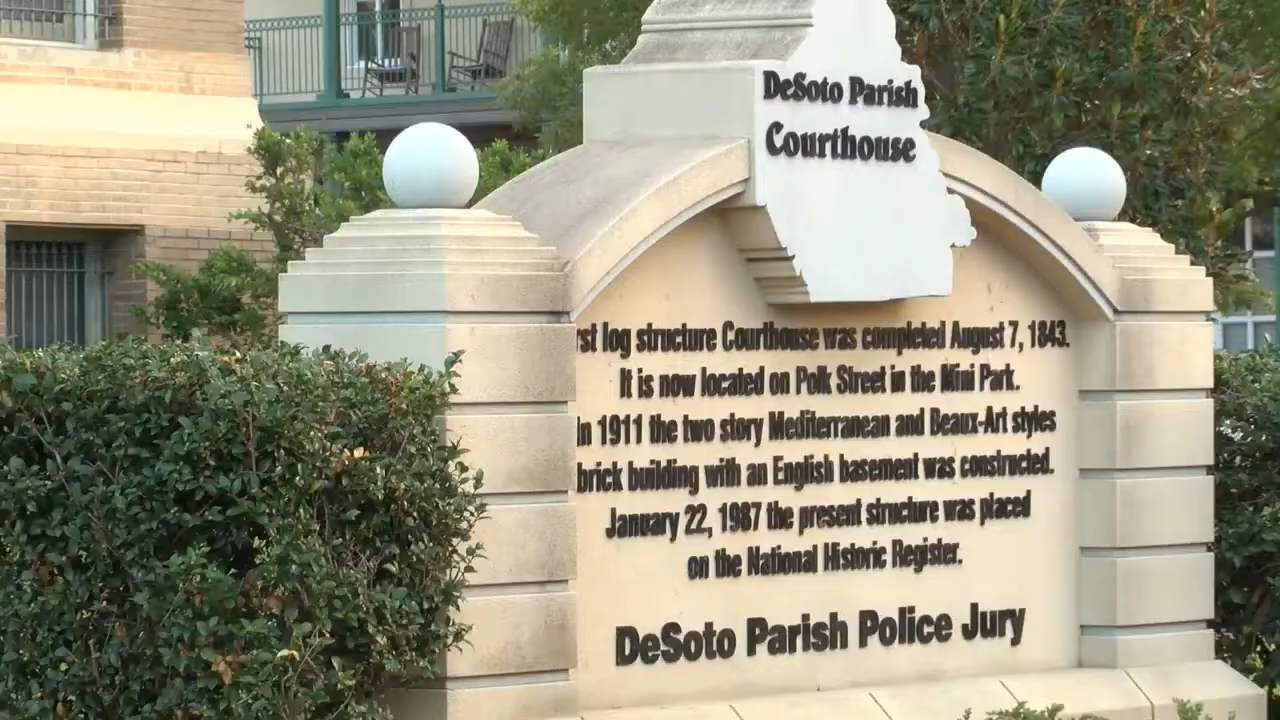 DeSoto Parish
Courthouse
rst log structure Courthouse was completed August 7, 1843.
It is now located on Polk Street in the Mini Park.
In 1911 the two story Mediterranean and Beaux-Art styles
brick building with an English basement was constructed.
January 22, 1987 the present structure was placed
on the National Historic Register.
DeSoto Parish Police Jury